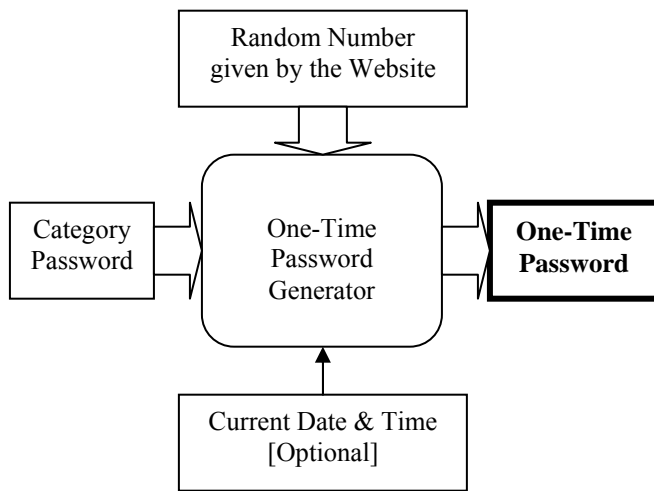 Random Number
given by the Website
Category
Password
One-Time
Password
Generator
One-Time
Password
Current Date & Time
[Optional]